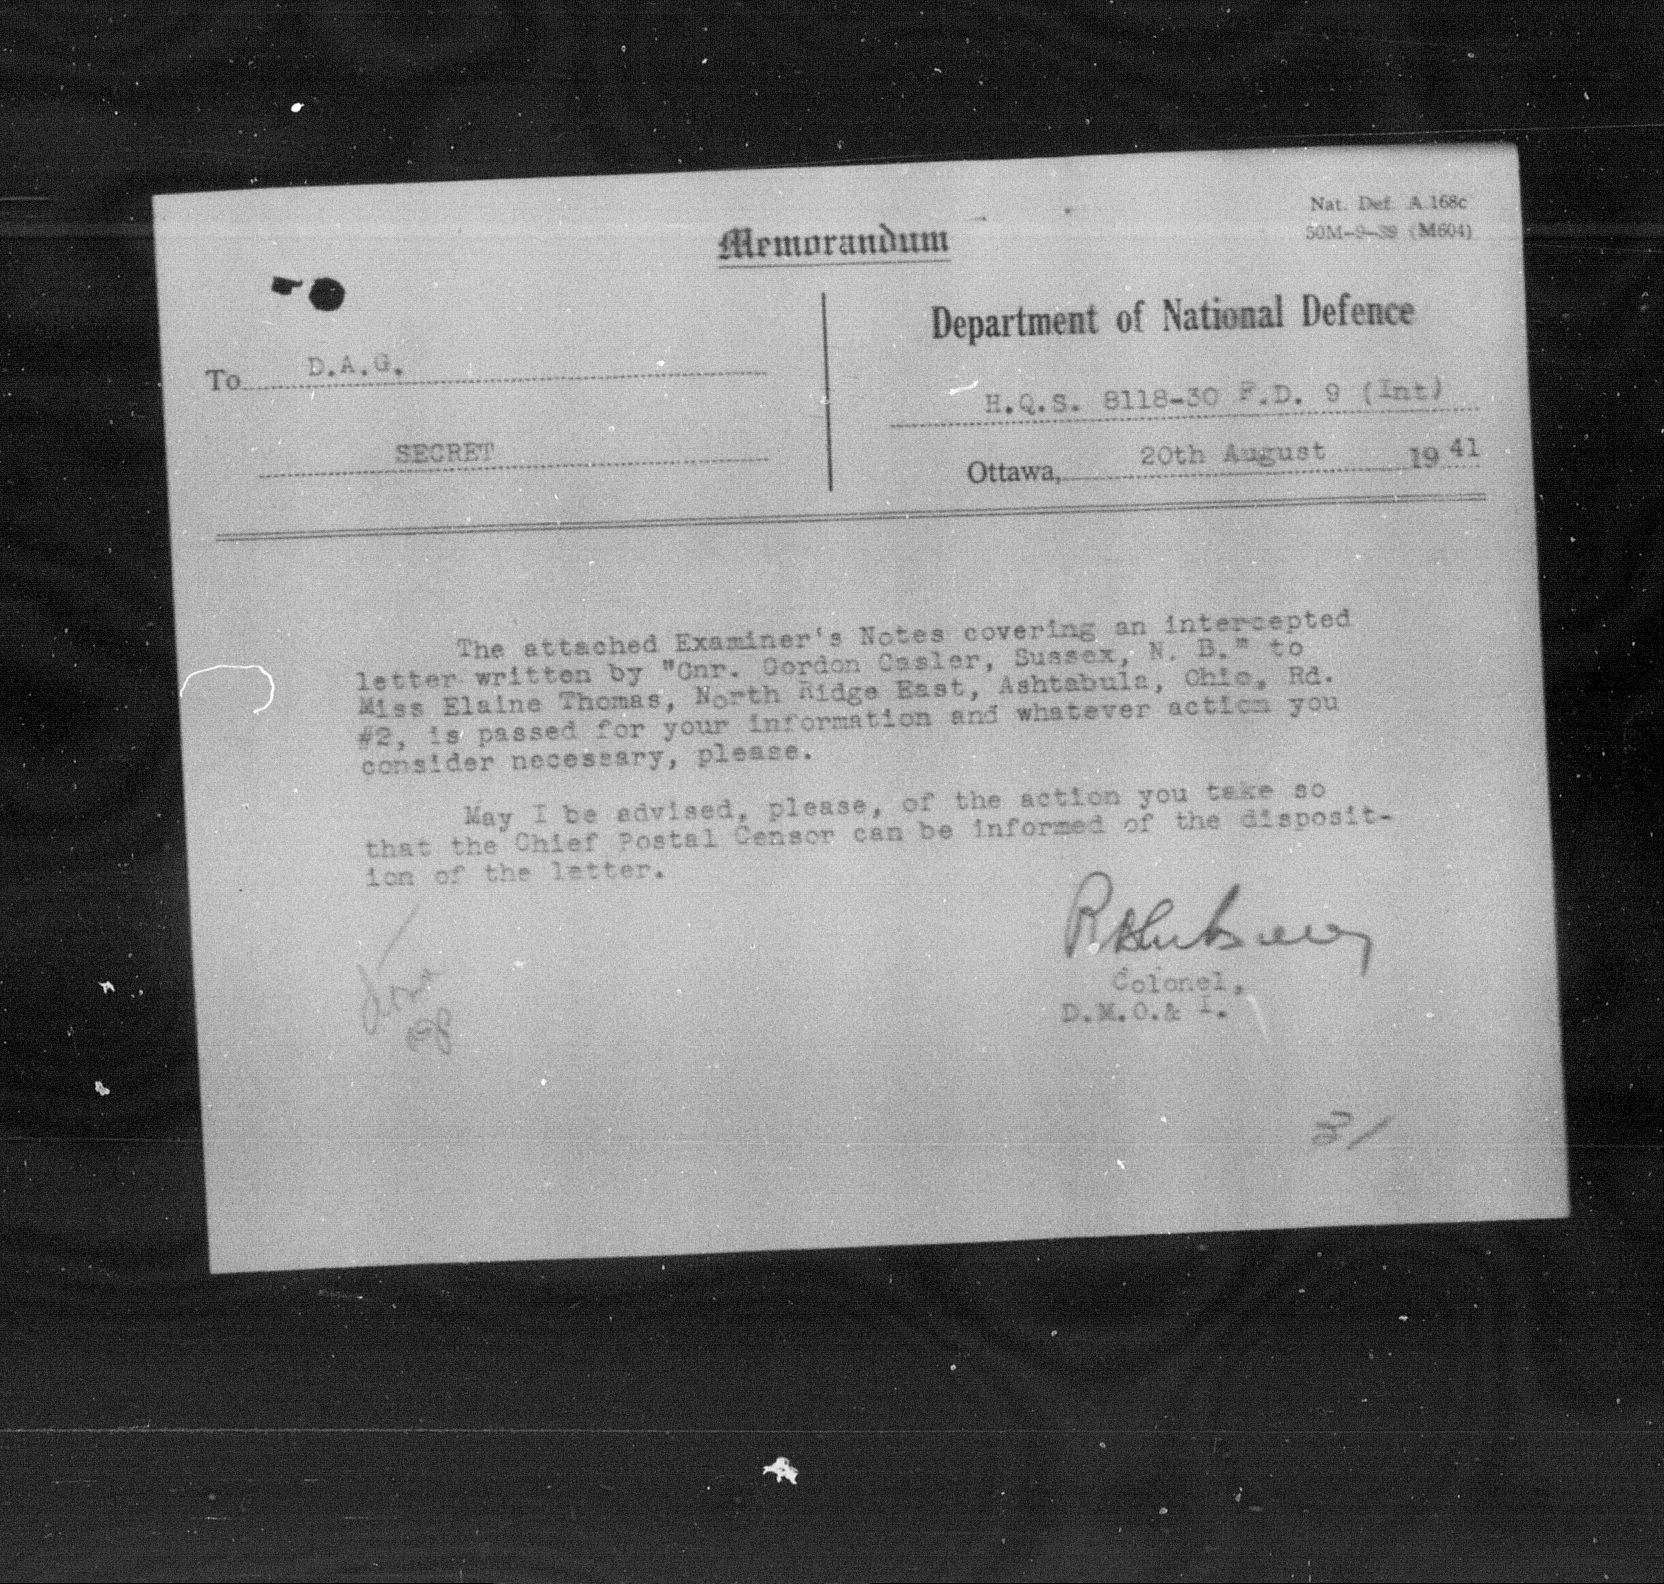 Nat. Def. A.168c
50M-9-39 (M604)
Memorandum
Department of National Defence
To D.A.G.
H.Q.S. 8118-30 F.D. 9 (Int)
SECRET
Ottawa, 20th August 1941
The attached Examiner's Notes covering an intercepted
letter written by "Gnr. Gordon Casler, Sussex, N. B." to
Miss Elaine Thomas, North Ridge East, Ashtabula, Ohio, Rd.
#2, is passed for your information and whatever action you
consider necessary, please.
May I be advised, please, of the action you take so
that the Chief Postal Censor can be informed of the disposit-
ion of the letter.
Colonel,
D.M.O.& I.